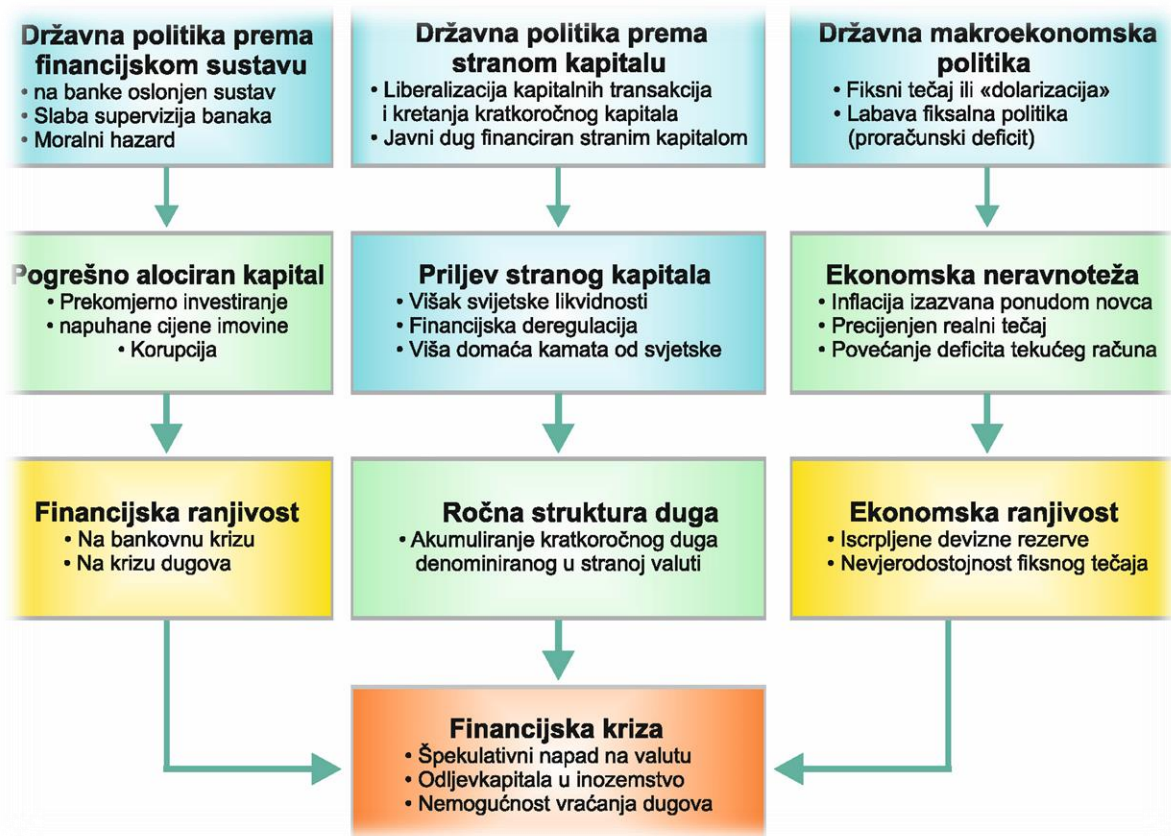 Državna politika prema
financijskom sustavu
• na banke oslonjen sustav
• Slaba supervizija banaka
• Moralni hazard
Državna politika prema
stranom kapitalu
• Liberalizacija kapitalnih transakcija
i kretanja kratkoročnog kapitala
• Javni dug financiran stranim kapitalom
Državna makroekonomska
politika
• Fiksni tečaj ili «dolarizacija»
• Labava fiksalna politika
(proračunski deficit)
Pogrešno alociran kapital
• Prekomjerno investiranje
• napuhane cijene imovine
• Korupcija
Priljev stranog kapitala
• Višak svijetske likvidnosti
• Financijska deregulacija
• Viša domaća kamata od svjetske
Ekonomska neravnoteža
• Inflacija izazvana ponudom novca
• Precijenjen realni tečaj
• Povećanje deficita tekućeg računa
Financijska ranjivost
• Na bankovnu krizu
• Na krizu dugova
Ročna struktura duga
• Akumuliranje kratkoročnog duga
denominiranog u stranoj valuti
Ekonomska ranjivost
• Iscrpljene devizne rezerve
• Nevjerodostojnost fiksnog tečaja
Financijska kriza
• Špekulativni napad na valutu
• Odljevkapitala u inozemstvo
• Nemogućnost vraćanja dugova